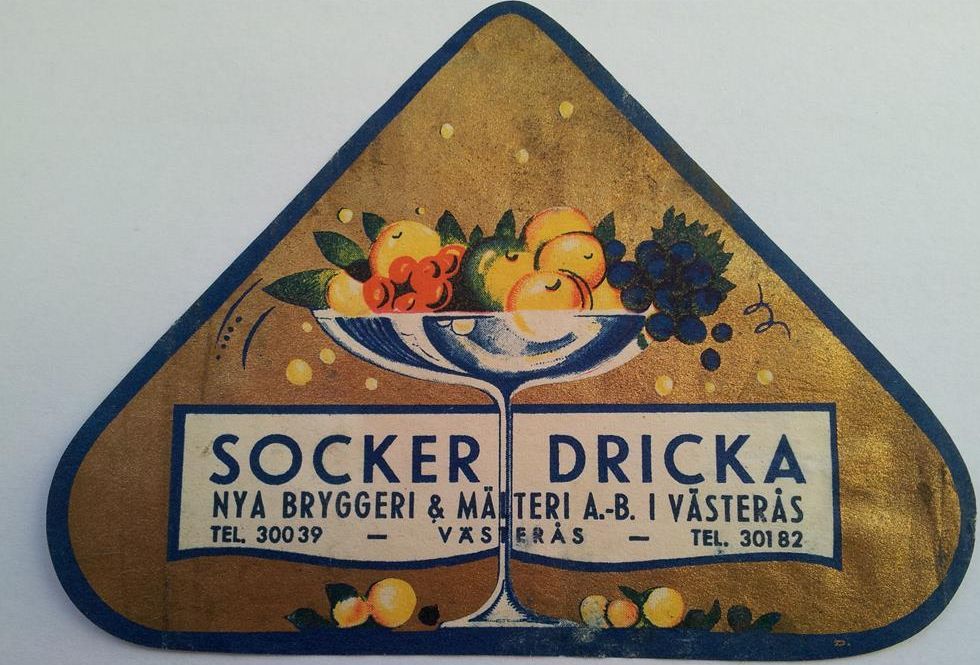 SOCKER DRICKA
NYA BRYGGERI & MÄLTERI A.-B. I VÄSTERÅS
TEL. 30039 — VÄSTERÅS — TEL. 30182